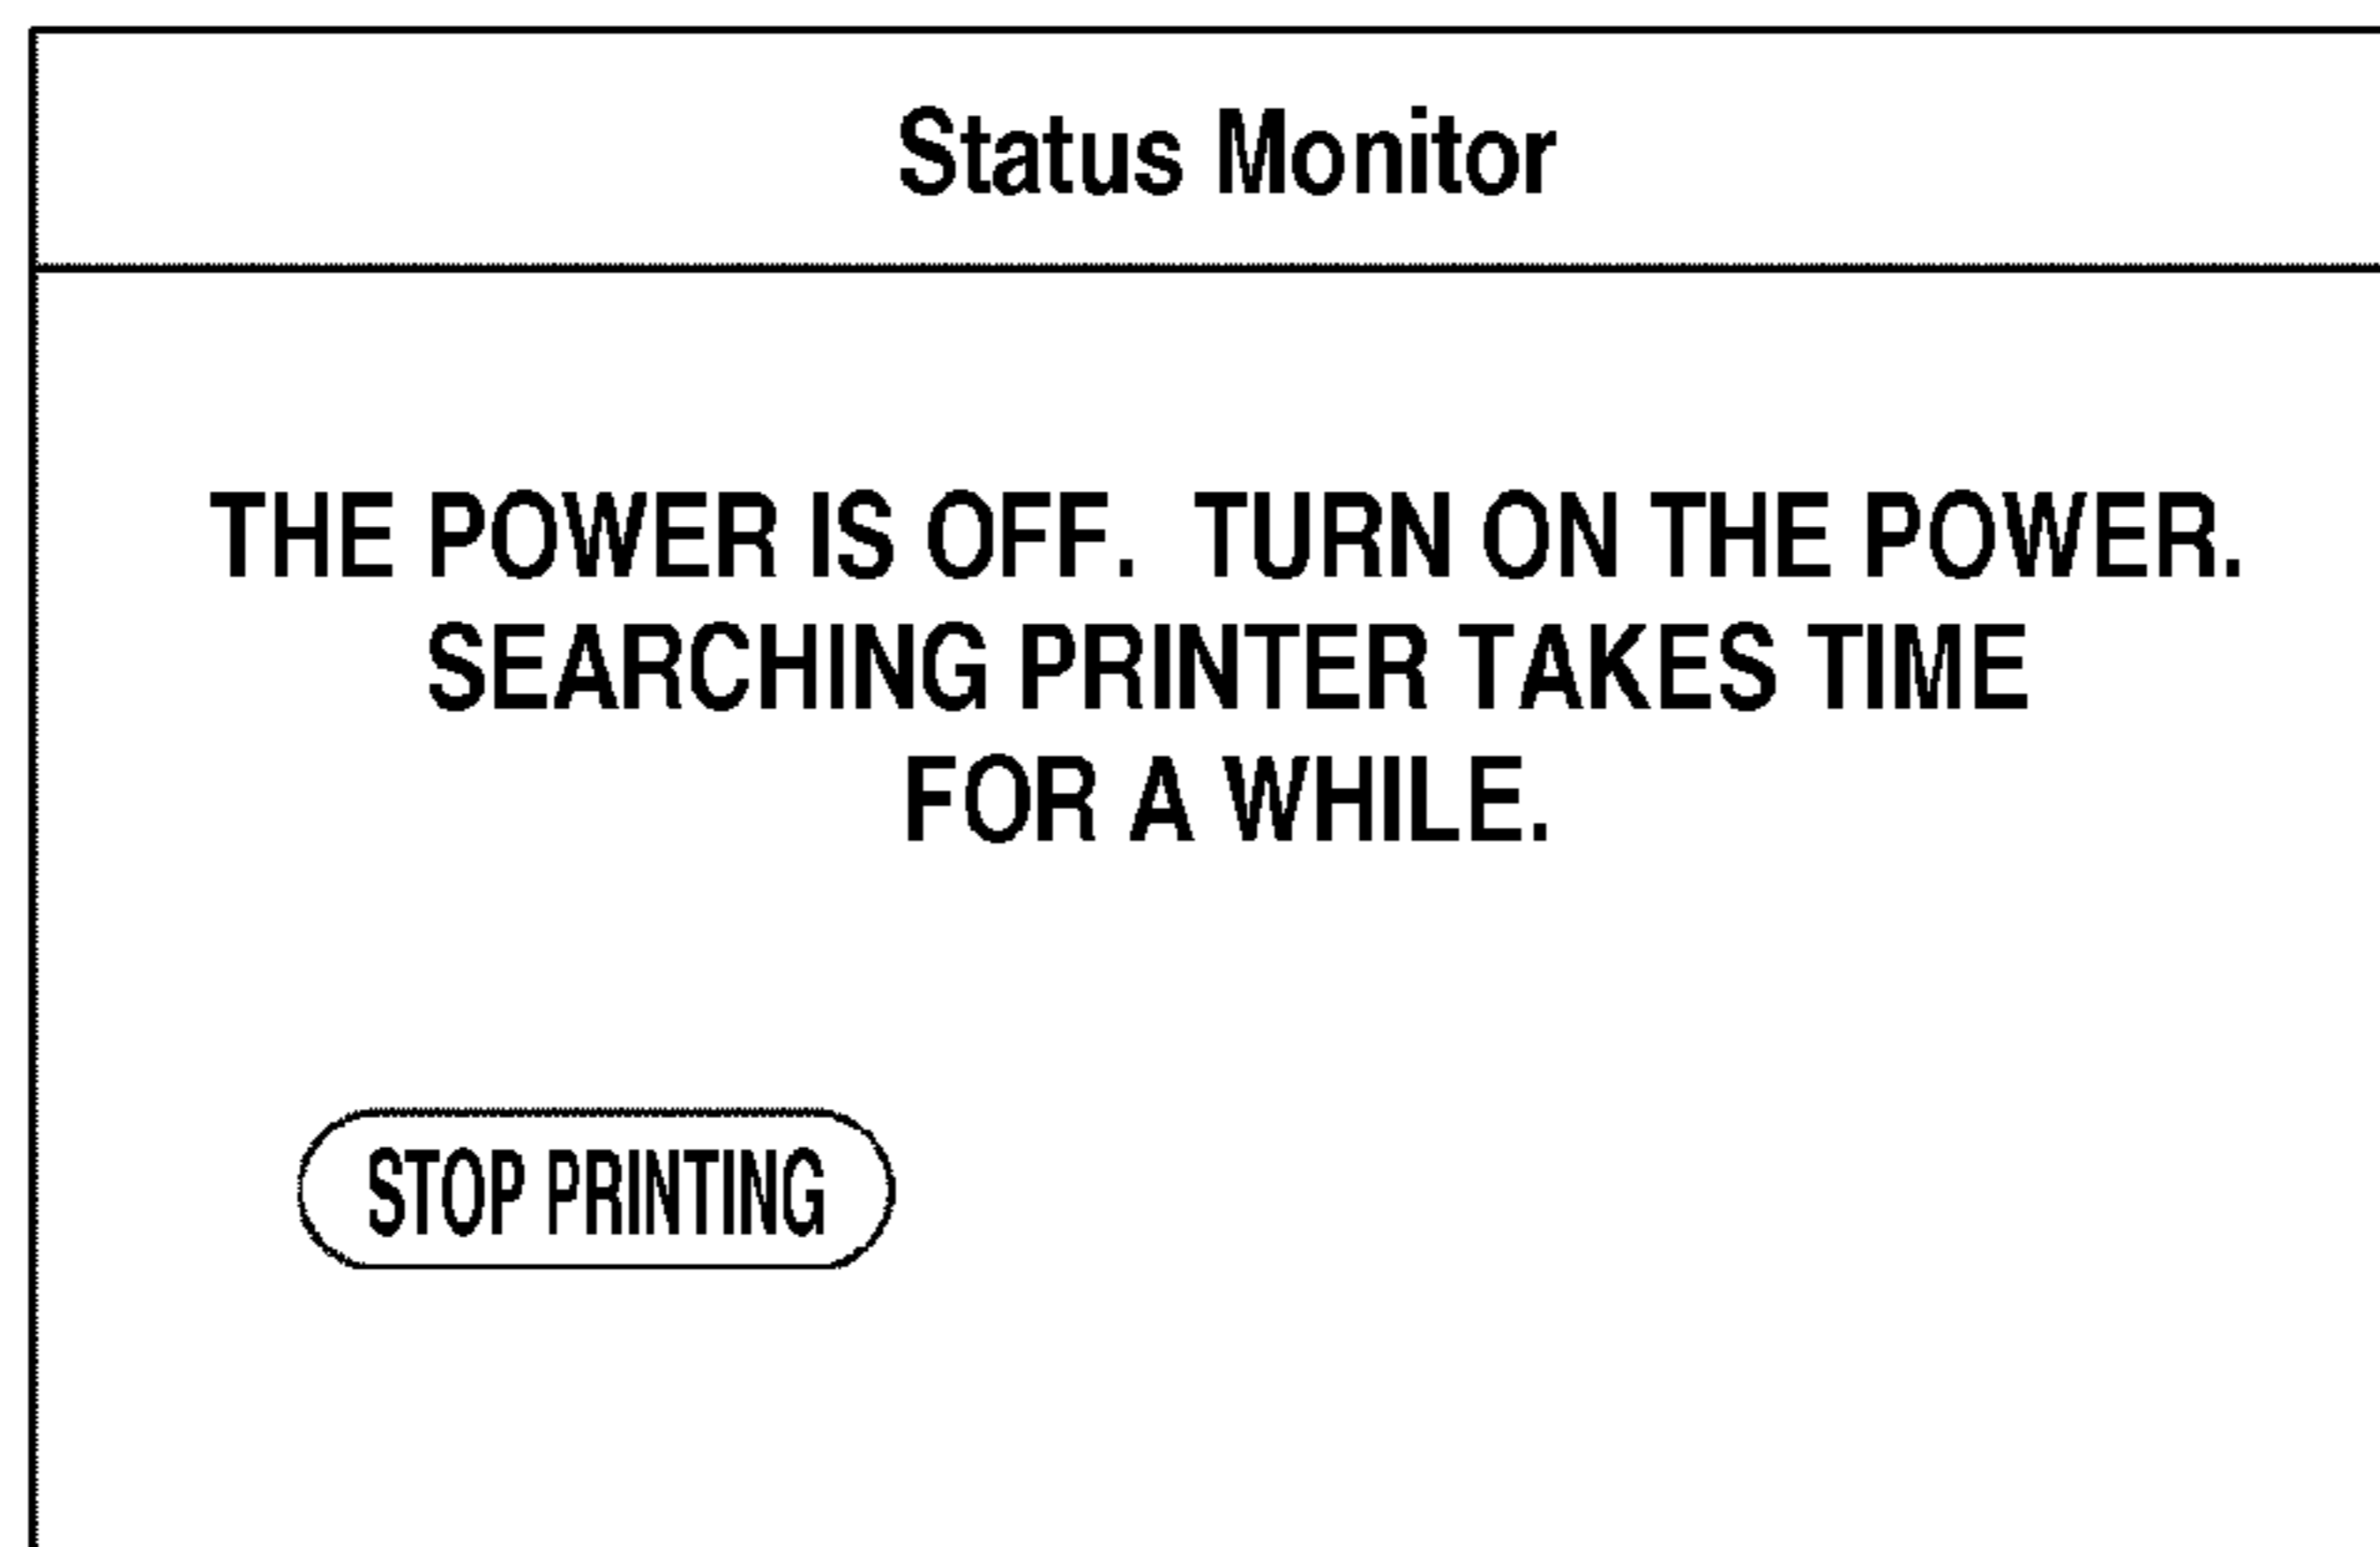 Status Monitor
THE POWER IS OFF.  TURN ON THE POWER.
SEARCHING PRINTER TAKES TIME
FOR A WHILE.
STOP PRINTING